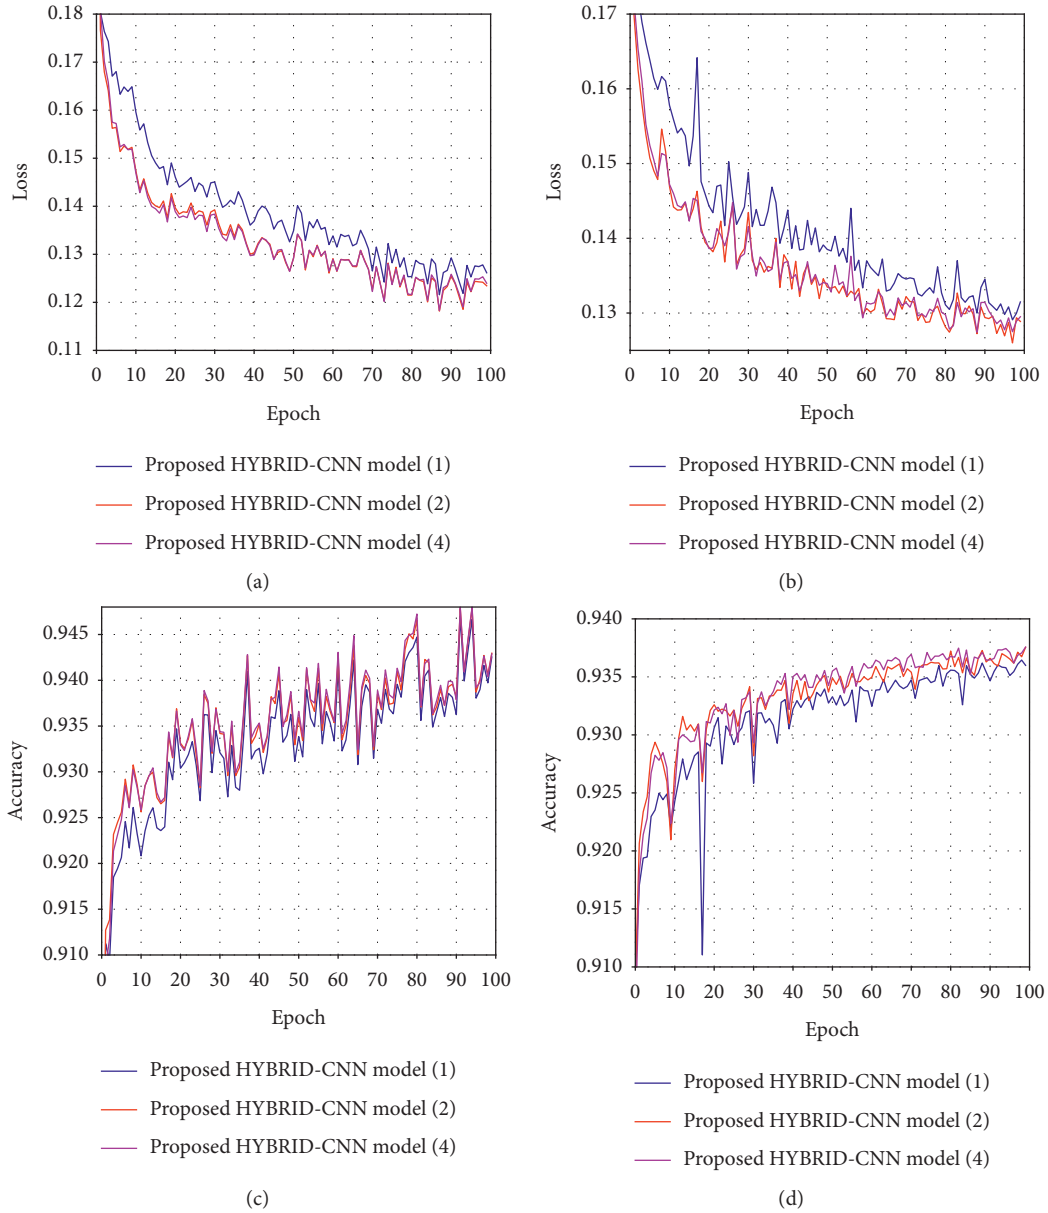 0.18
0.17
0.16
0.15
0.14
0.13
0.12
0.11
Loss
0 10 20 30 40 50 60 70 80 90 100
Epoch
Proposed HYBRID-CNN model (1)
Proposed HYBRID-CNN model (2)
Proposed HYBRID-CNN model (4)
(a)
0.17
0.16
0.15
0.14
0.13
Loss
0 10 20 30 40 50 60 70 80 90 100
Epoch
Proposed HYBRID-CNN model (1)
Proposed HYBRID-CNN model (2)
Proposed HYBRID-CNN model (4)
(b)
0.945
0.940
0.935
0.930
0.925
0.920
0.915
0.910
Accuracy
0 10 20 30 40 50 60 70 80 90 100
Epoch
Proposed HYBRID-CNN model (1)
Proposed HYBRID-CNN model (2)
Proposed HYBRID-CNN model (4)
(c)
0.940
0.935
0.930
0.925
0.920
0.915
0.910
Accuracy
0 10 20 30 40 50 60 70 80 90 100
Epoch
Proposed HYBRID-CNN model (1)
Proposed HYBRID-CNN model (2)
Proposed HYBRID-CNN model (4)
(d)